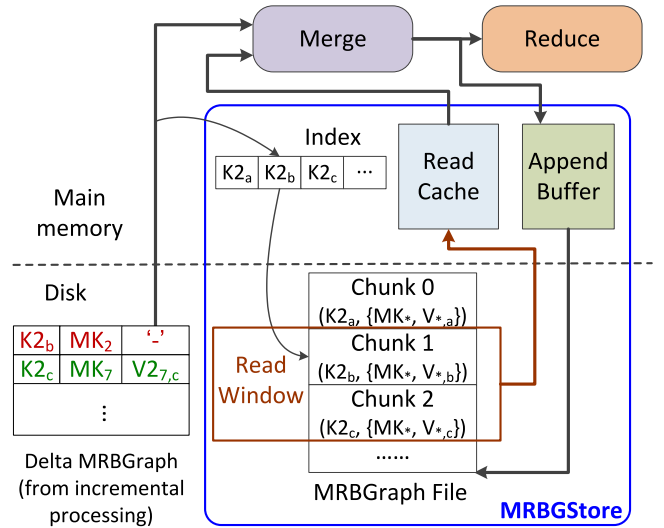 Merge
Reduce
Index
K2a K2b K2c ...
Read
Cache
Append
Buffer
Main
memory
Disk
K2b MK2 ‘-’
K2c MK7 V27,c
⋮
Delta MRBGraph
(from incremental
processing)
Chunk 0
(K2a, {MK*, V*,a})
Read
Window
Chunk 1
(K2b, {MK*, V*,b})
Chunk 2
(K2c, {MK*, V*,c})
......
MRBGraph File
MRBGStore